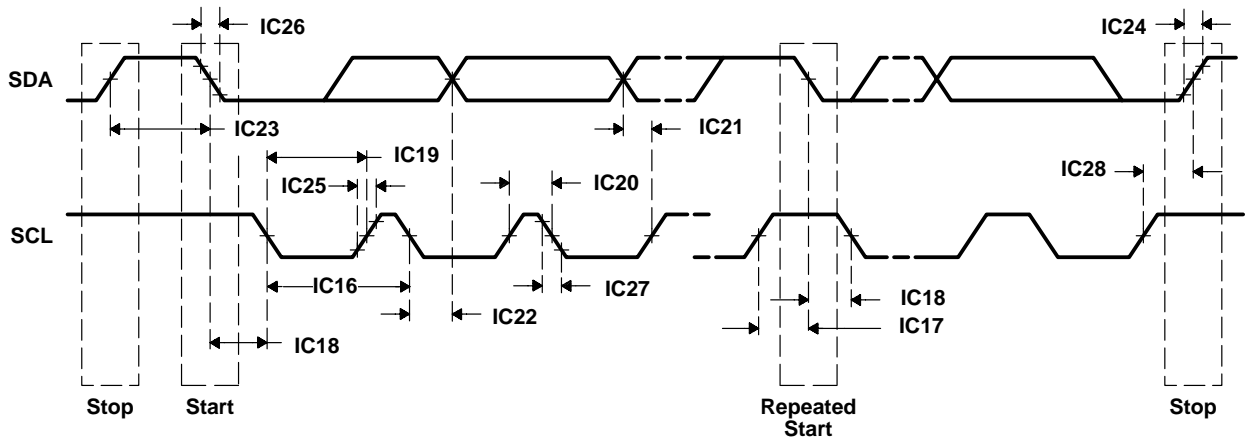 IC26
IC24
SDA
IC23
IC21
IC19
IC25
IC20
IC28
SCL
IC16
IC27
IC22
IC18
IC18
IC17
Stop
Start
Repeated
Start
Stop